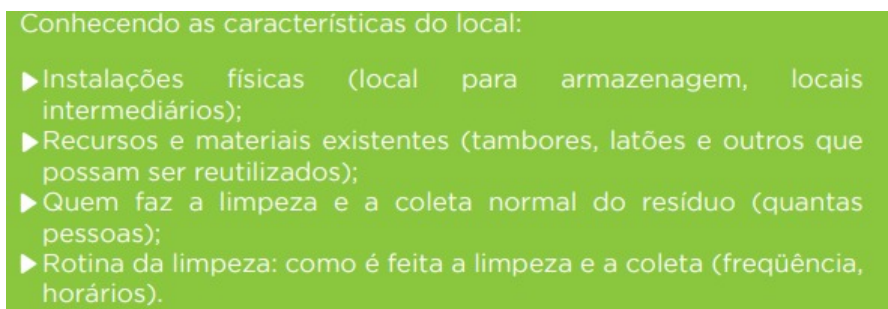 Conhecendo as características do local:
▶Instalações físicas (local para armazenagem, locais
intermediários);
▶Recursos e materiais existentes (tambores, latões e outros que
possam ser reutilizados);
▶Quem faz a limpeza e a coleta normal do resíduo (quantas
pessoas);
▶Rotina da limpeza: como é feita a limpeza e a coleta (freqüência,
horários).